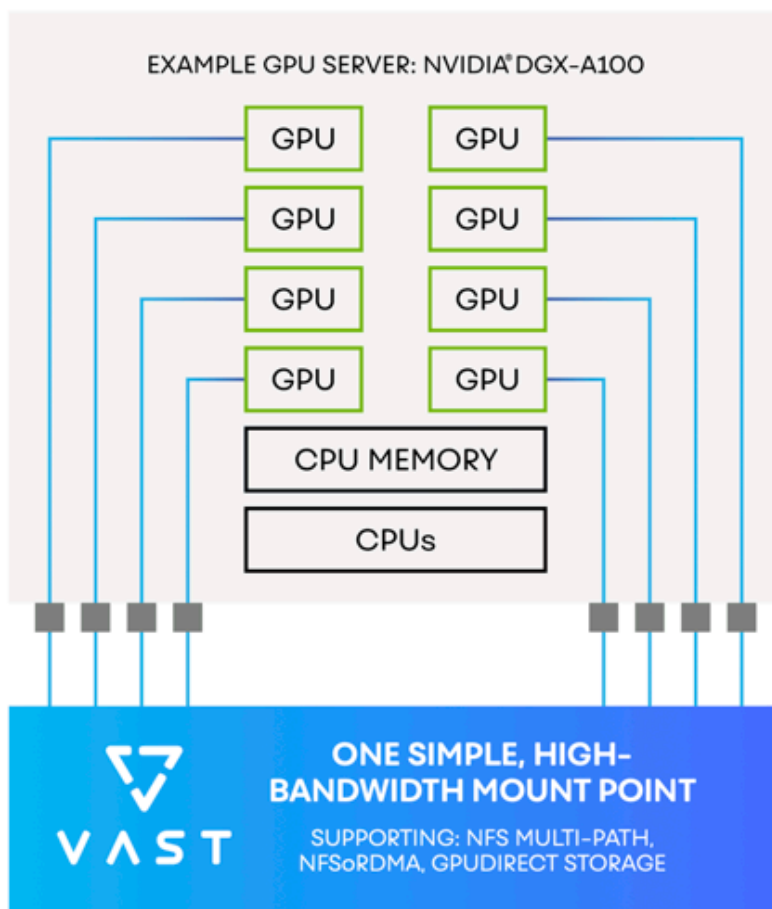 EXAMPLE GPU SERVER: NVIDIA® DGX-A100
GPU GPU
GPU GPU
GPU GPU
GPU GPU
CPU MEMORY
CPUs
VAST
ONE SIMPLE, HIGH-
BANDWIDTH MOUNT POINT
SUPPORTING: NFS MULTI-PATH,
NFSoRDMA, GPUDIRECT STORAGE